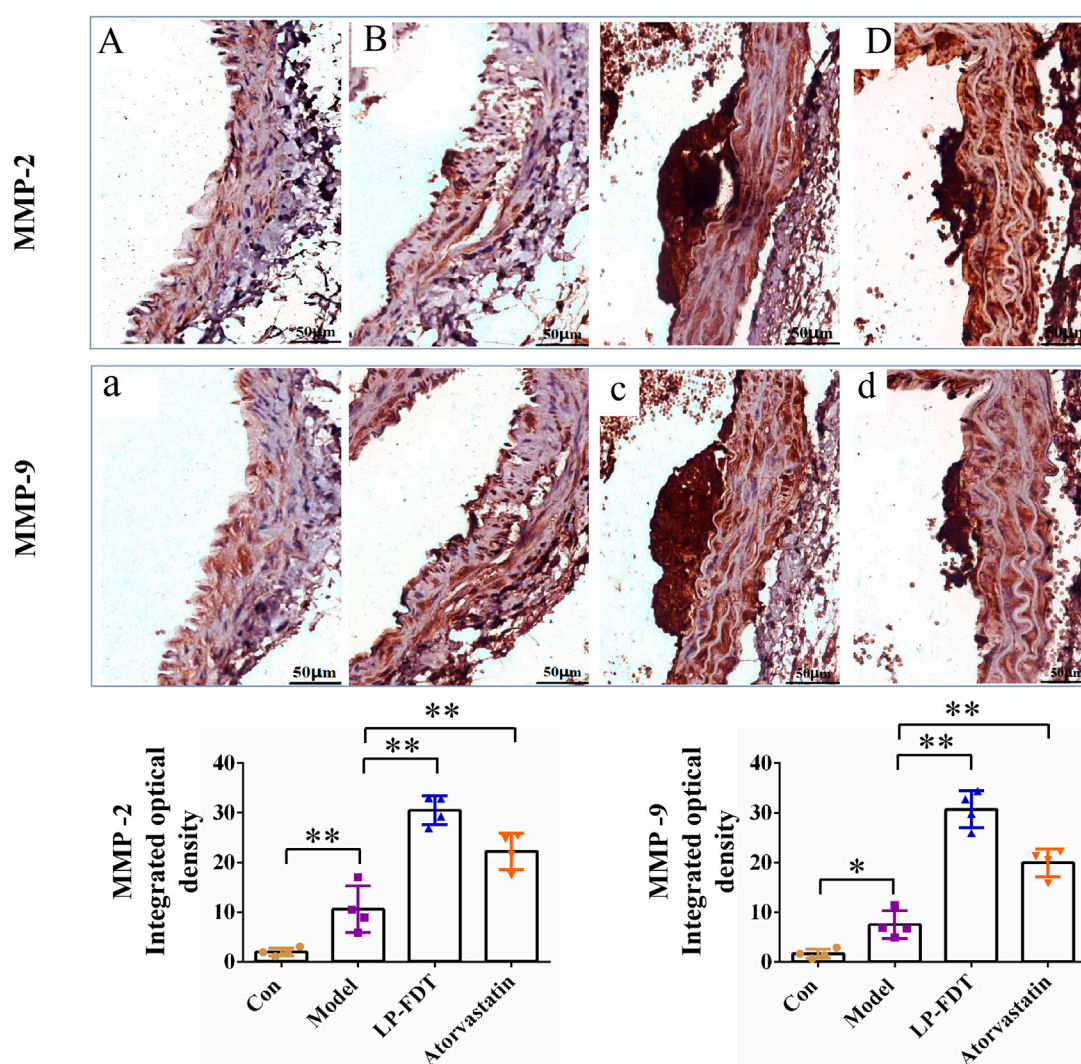 A
B
D
MMP-2
50μm
50μm
50μm
50μm
a
c
d
MMP-9
50μm
50μm
50μm
50μm
MMP -2
Integrated optical
density
40
30
20
10
0
**
**
**
Con
Model
LP-FDT
Atorvastatin
MMP -9
Integrated optical
density
40
30
20
10
0
*
**
**
Con
Model
LP-FDT
Atorvastatin